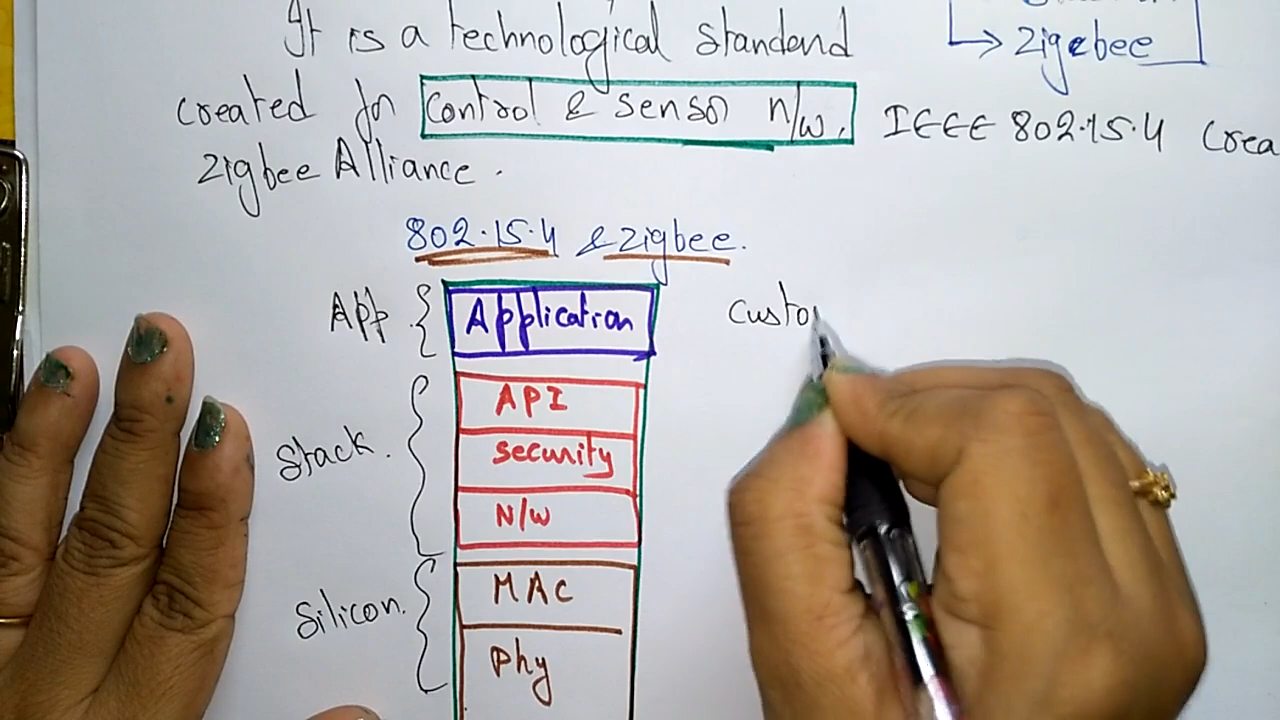 It is a technological standard
→ zigbee
created for control & sensor n/w. IEEE 802.15.4 Crea
zigbee Alliance.
802.15.4 & zigbee.
App { Application
custo
API
Stack. { security
N/w
Silicon. { MAC
phy